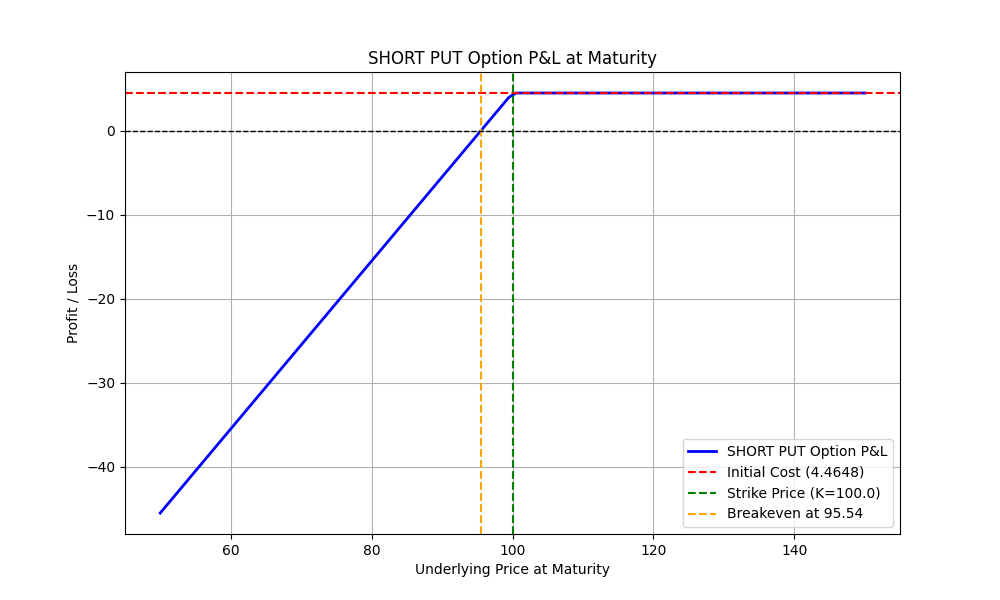 SHORT PUT Option P&L at Maturity
Profit / Loss
0
−10
−20
−30
−40
60
80
100
120
140
Underlying Price at Maturity
SHORT PUT Option P&L
Initial Cost (4.4648)
Strike Price (K=100.0)
Breakeven at 95.54